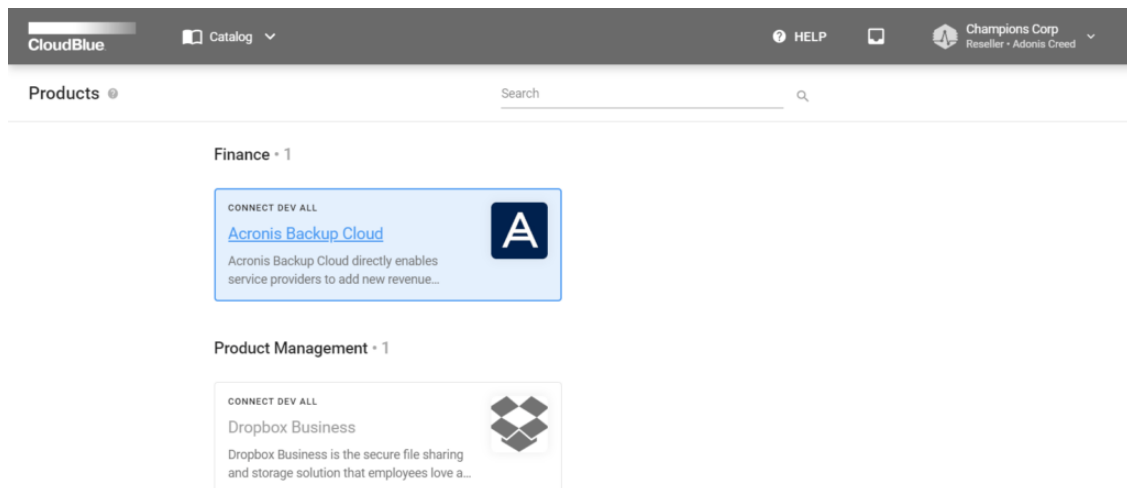 CloudBlue
Catalog
HELP
Champions Corp
Reseller • Adonis Creed
Products
Search
Finance • 1
CONNECT DEV ALL
Acronis Backup Cloud
Acronis Backup Cloud directly enables
service providers to add new revenue...
Product Management • 1
CONNECT DEV ALL
Dropbox Business
Dropbox Business is the secure file sharing
and storage solution that employees love a...